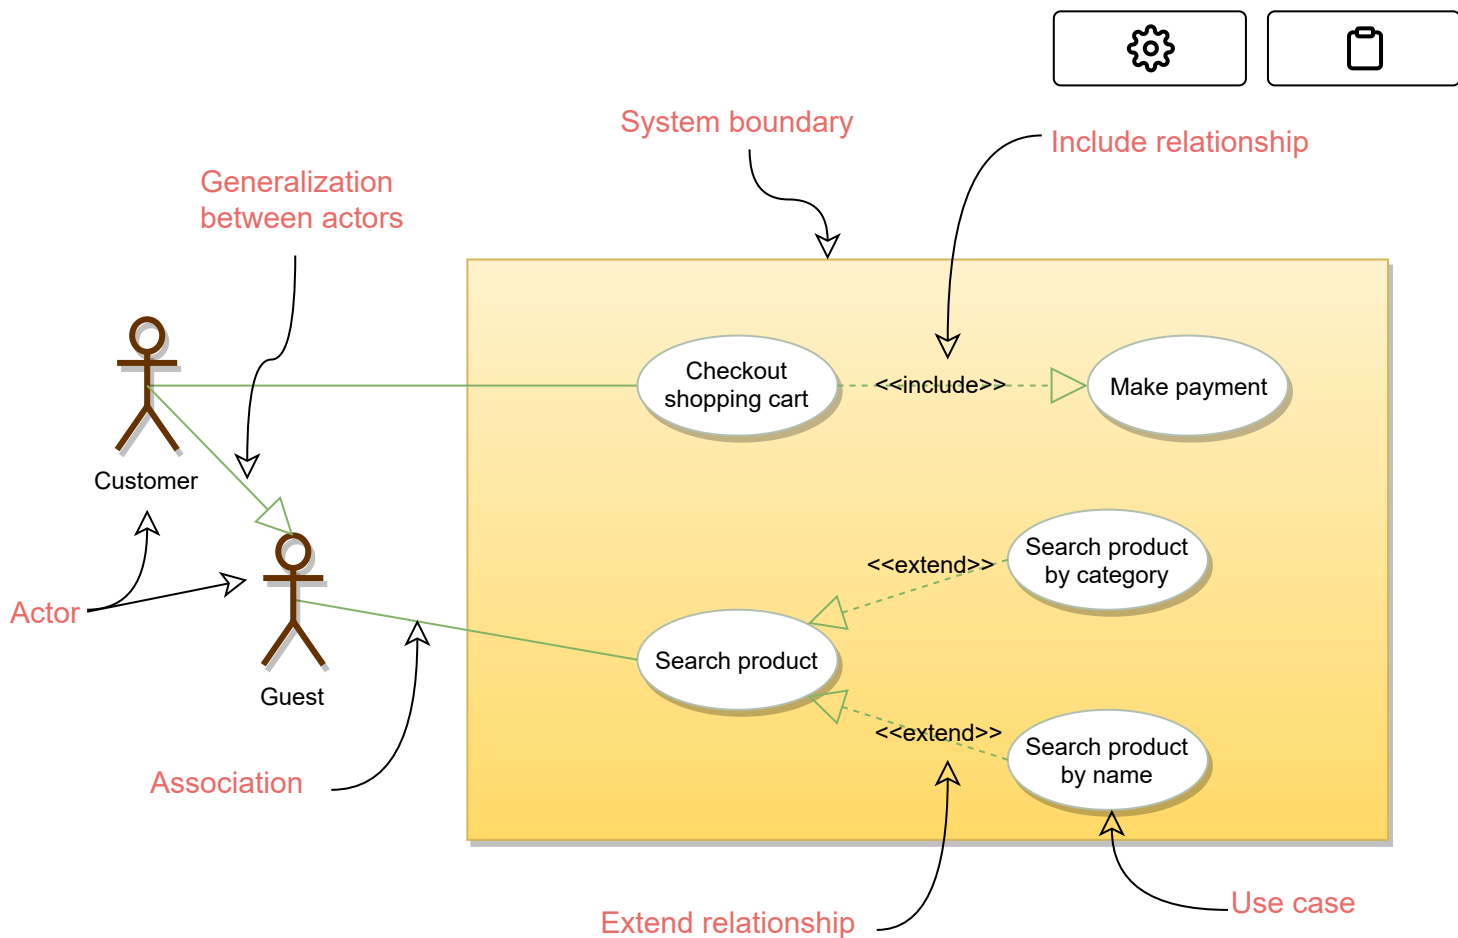 System boundary
Include relationship
Generalization
between actors
Checkout
shopping cart
<<include>>
Make payment
Customer
Search product
by category
<<extend>>
Actor
Search product
Guest
<<extend>>
Search product
by name
Association
Extend relationship
Use case